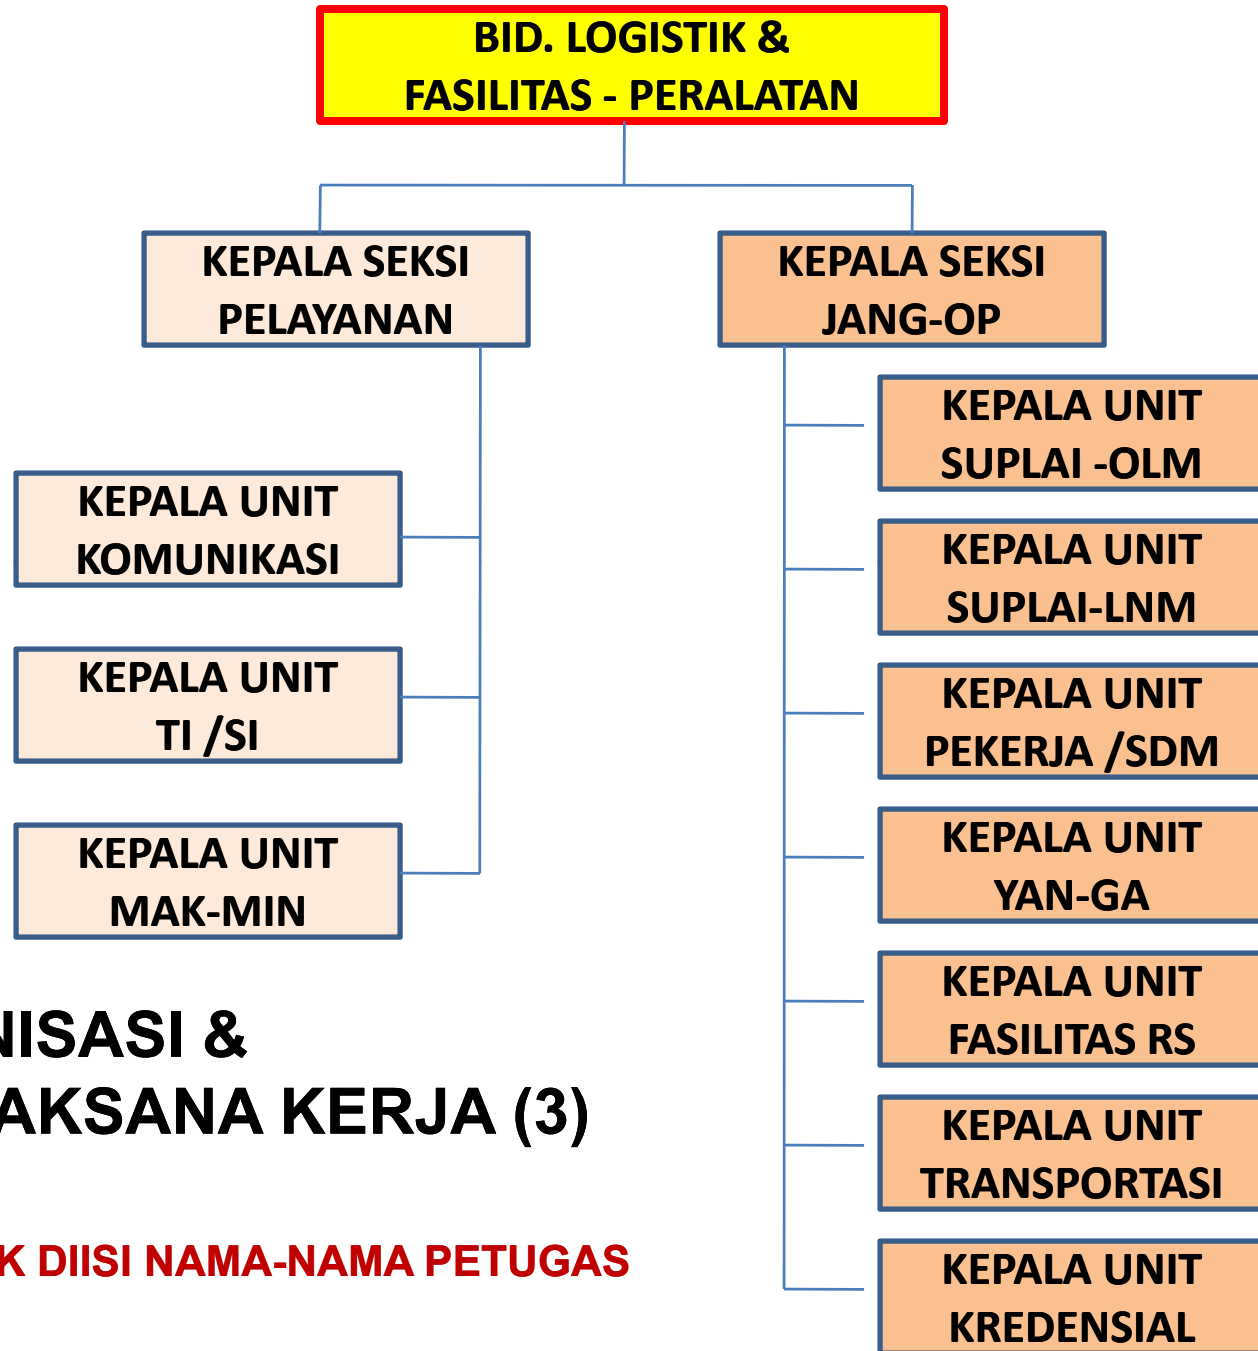 BID. LOGISTIK &
FASILITAS - PERALATAN
KEPALA SEKSI
PELAYANAN
KEPALA UNIT
KOMUNIKASI
KEPALA UNIT
TI /SI
KEPALA UNIT
MAK-MIN
KEPALA SEKSI
JANG-OP
KEPALA UNIT
SUPLAI -OLM
KEPALA UNIT
SUPLAI-LNM
KEPALA UNIT
PEKERJA /SDM
KEPALA UNIT
YAN-GA
KEPALA UNIT
FASILITAS RS
KEPALA UNIT
TRANSPORTASI
KEPALA UNIT
KREDENSIAL
NISASI &
AKSANA KERJA (3)
K DIISI NAMA-NAMA PETUGAS